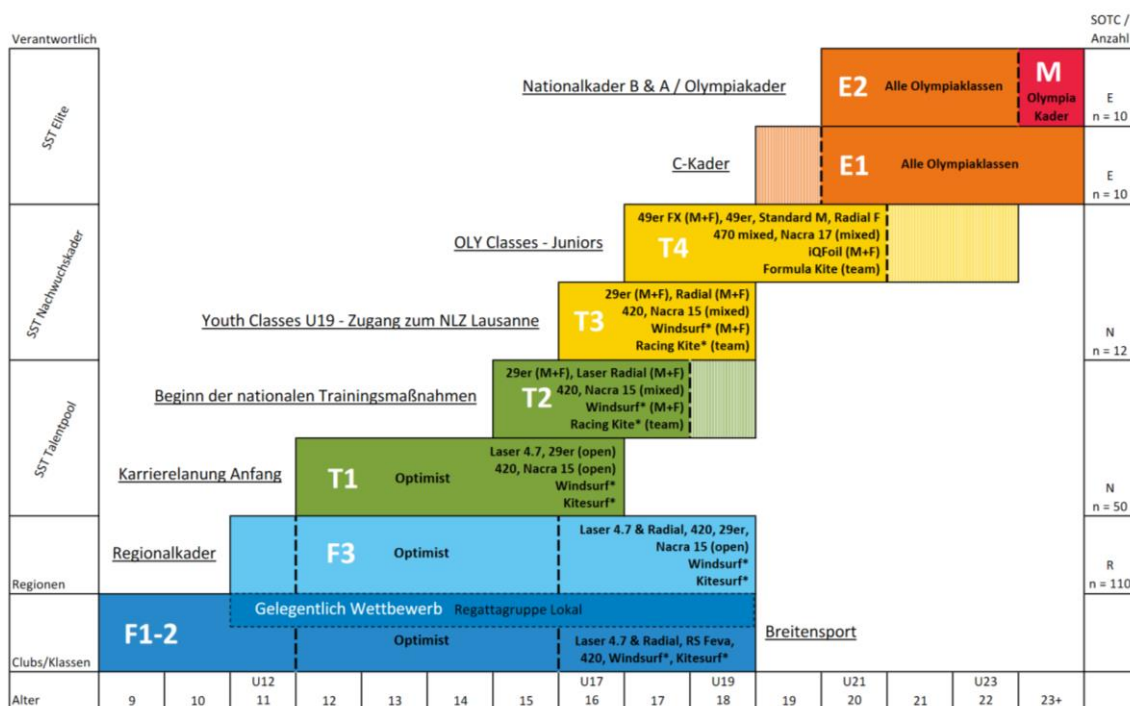 Verantwortlich
SOTC /
Anzahl
SST Elite
Nationalkader B & A / Olympiakader
E2
Alle Olympiaklassen
M
Olympia
Kader
E
n = 10
C-Kader
E1
Alle Olympiaklassen
E
n = 10
SST Nachwuchskader
OLY Classes - Juniors
T4
49er FX (M+F), 49er, Standard M, Radial F
470 mixed, Nacra 17 (mixed)
iQFoil (M+F)
Formula Kite (team)
Youth Classes U19 - Zugang zum NLZ Lausanne
T3
29er (M+F), Radial (M+F)
420, Nacra 15 (mixed)
Windsurf* (M+F)
Racing Kite* (team)
N
n = 12
SST Talentpool
Beginn der nationalen Trainingsmaßnahmen
T2
29er (M+F), Laser Radial (M+F)
420, Nacra 15 (mixed)
Windsurf* (M+F)
Racing Kite* (team)
Karrierelanung Anfang
T1
Optimist
Laser 4.7, 29er (open)
420, Nacra 15 (open)
Windsurf*
Kitesurf*
N
n = 50
Regionen
Regionalkader
F3
Optimist
Laser 4.7 & Radial, 420, 29er,
Nacra 15 (open)
Windsurf*
Kitesurf*
R
n = 110
Clubs/Klassen
F1-2
Gelegentlich Wettbewerb Regattagruppe Lokal
Optimist
Laser 4.7 & Radial, RS Feva,
420, Windsurf*, Kitesurf*
Breitensport
U12 U17 U19 U21 U23
Alter 9 10 11 12 13 14 15 16 17 18 19 20 21 22 23+